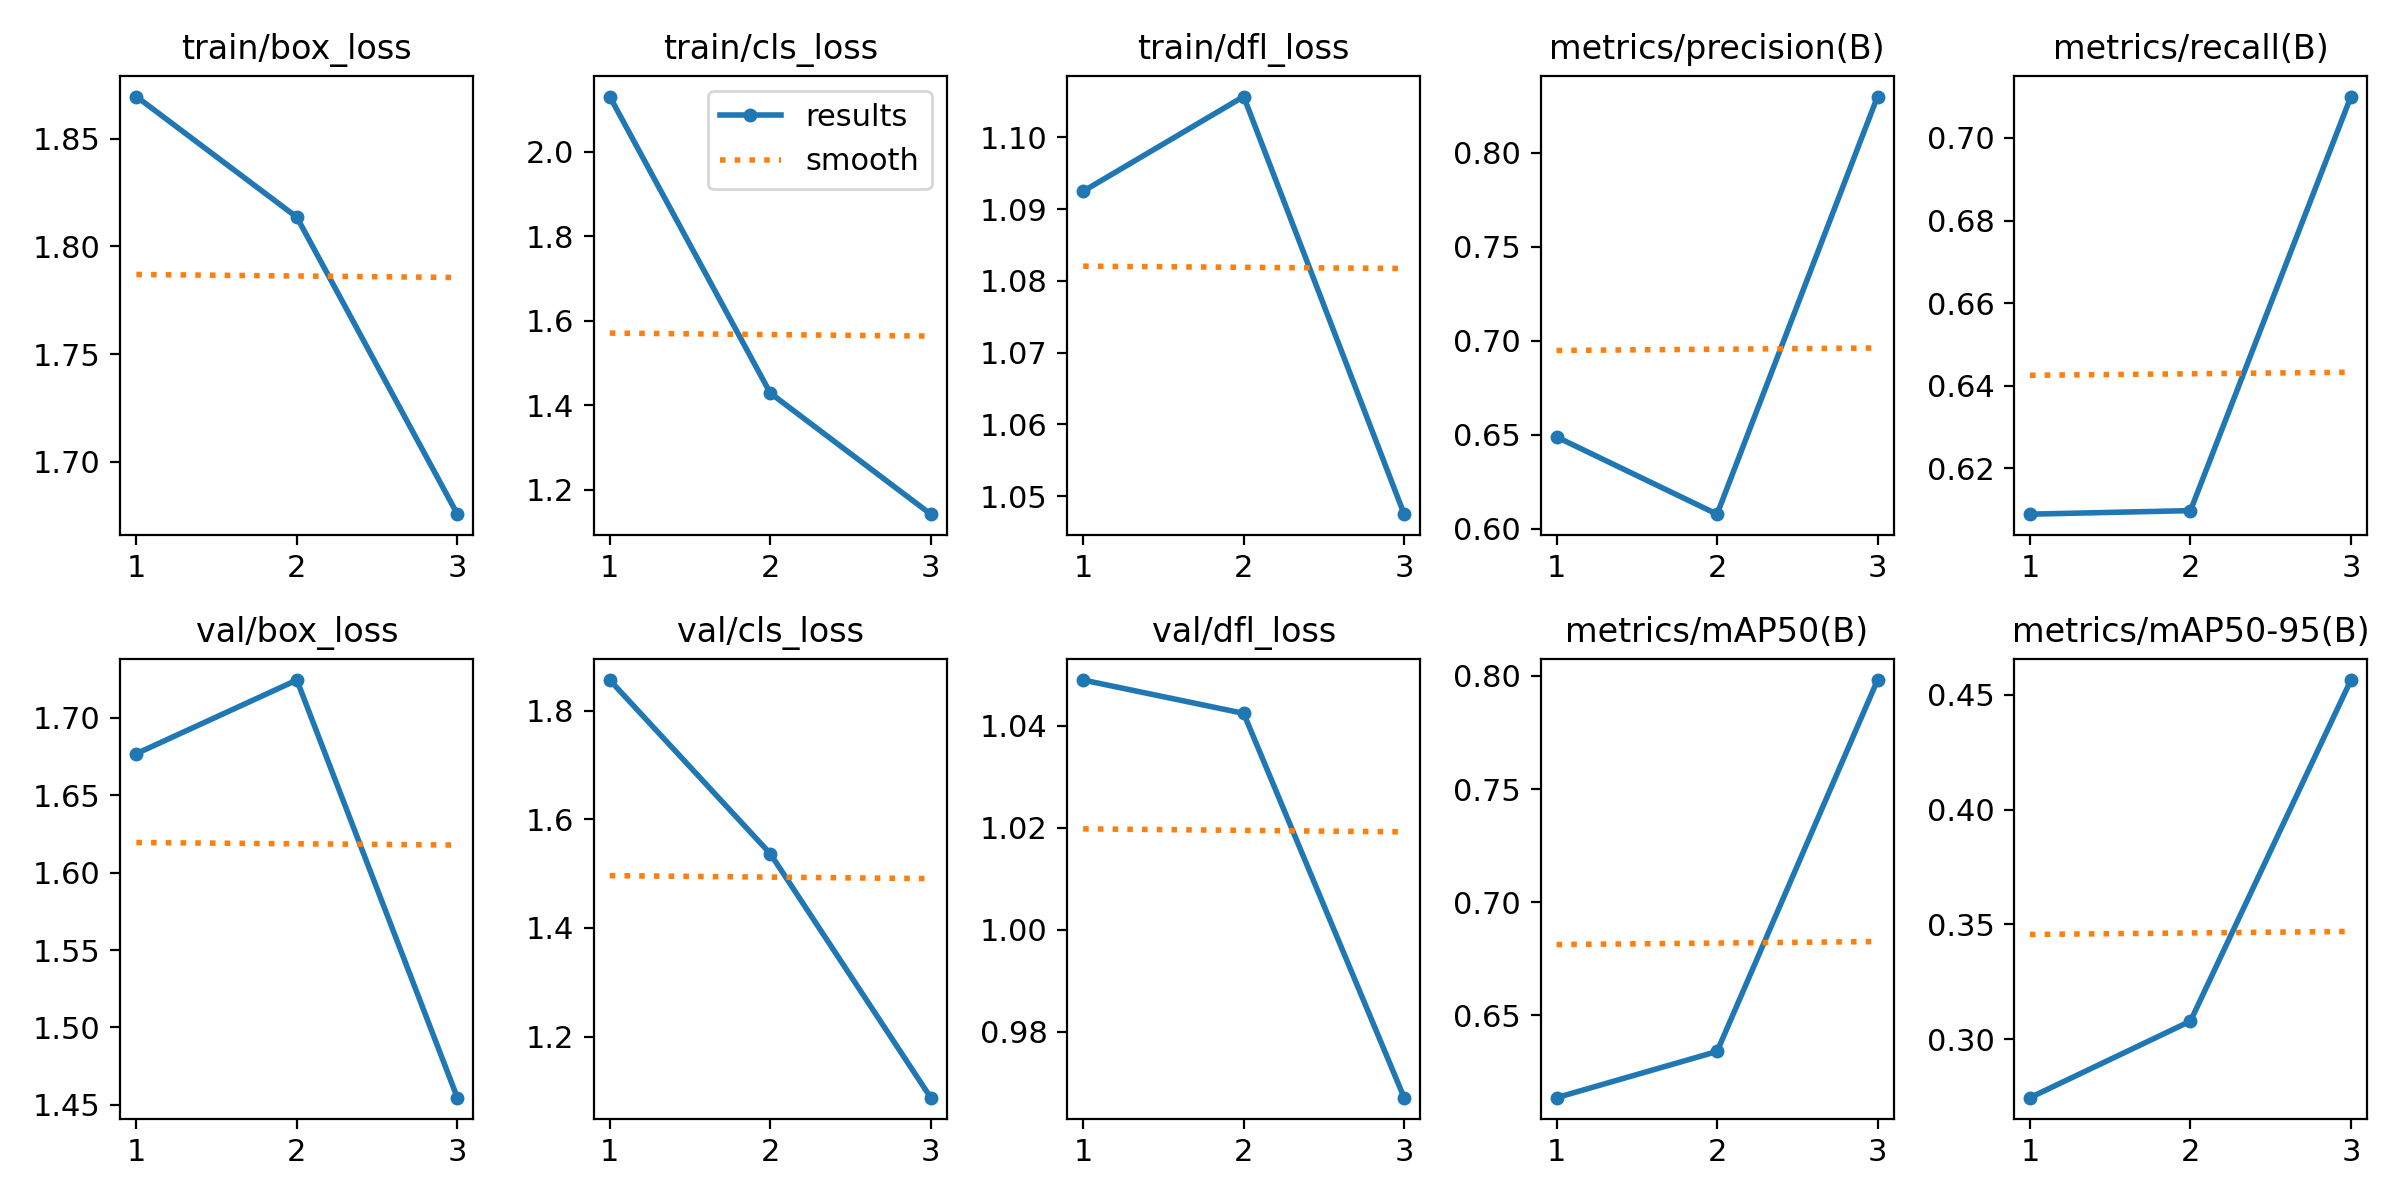 train/box_loss
1.85
1.80
1.75
1.70
1 2 3
train/cls_loss
results
smooth
2.0
1.8
1.6
1.4
1.2
1 2 3
train/dfl_loss
1.10
1.09
1.08
1.07
1.06
1.05
1 2 3
metrics/precision(B)
0.80
0.75
0.70
0.65
0.60
1 2 3
metrics/recall(B)
0.70
0.68
0.66
0.64
0.62
1 2 3
val/box_loss
1.70
1.65
1.60
1.55
1.50
1.45
1 2 3
val/cls_loss
1.8
1.6
1.4
1.2
1 2 3
val/dfl_loss
1.04
1.02
1.00
0.98
1 2 3
metrics/mAP50(B)
0.80
0.75
0.70
0.65
1 2 3
metrics/mAP50-95(B)
0.45
0.40
0.35
0.30
1 2 3